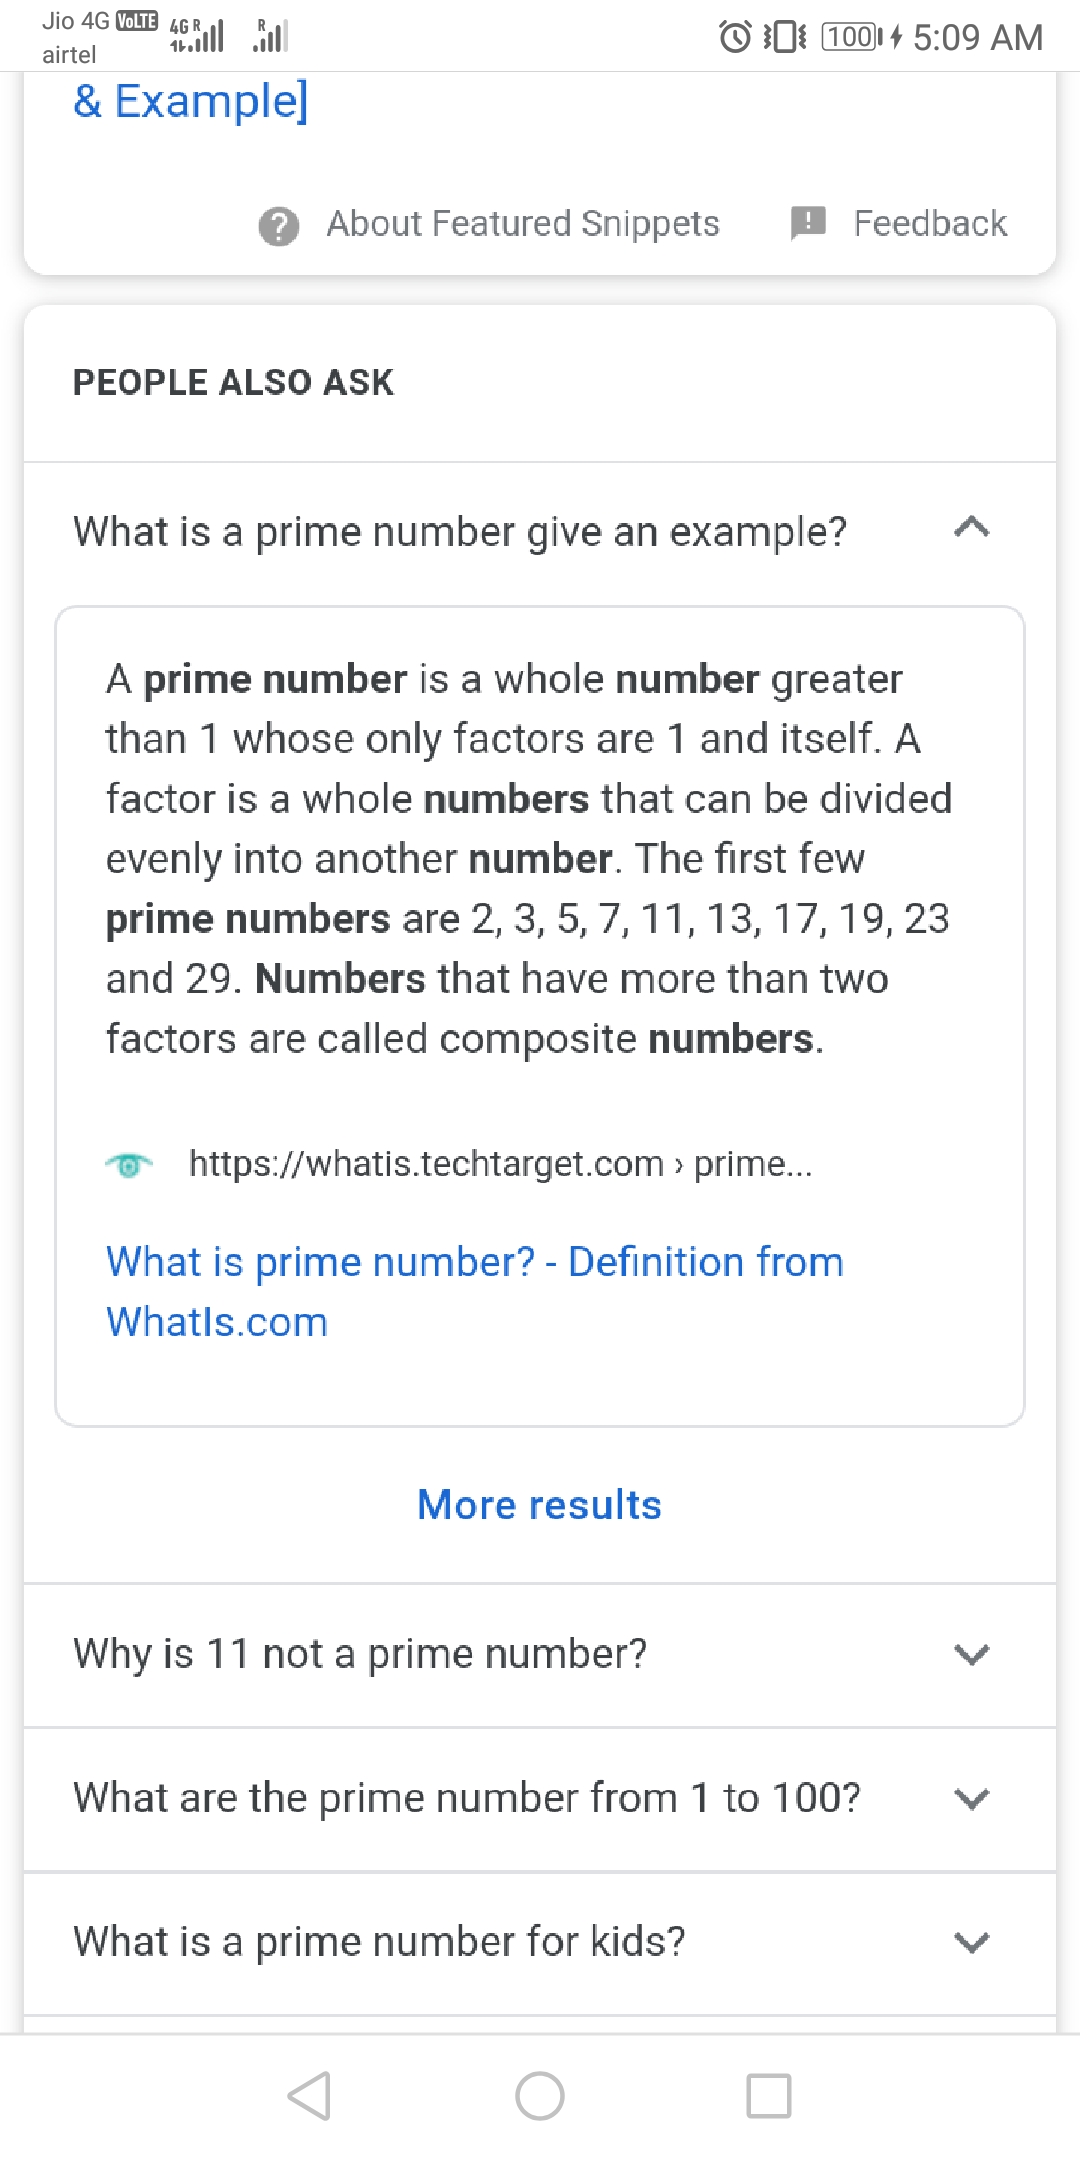 Jio 4G VoLTE 4G R R 100 5:09 AM
airtel
& Example]
? About Featured Snippets ! Feedback
PEOPLE ALSO ASK
What is a prime number give an example?
A prime number is a whole number greater
than 1 whose only factors are 1 and itself. A
factor is a whole numbers that can be divided
evenly into another number. The first few
prime numbers are 2, 3, 5, 7, 11, 13, 17, 19, 23
and 29. Numbers that have more than two
factors are called composite numbers.
https://whatis.techtarget.com › prime...
What is prime number? - Definition from
WhatIs.com
More results
Why is 11 not a prime number?
What are the prime number from 1 to 100?
What is a prime number for kids?